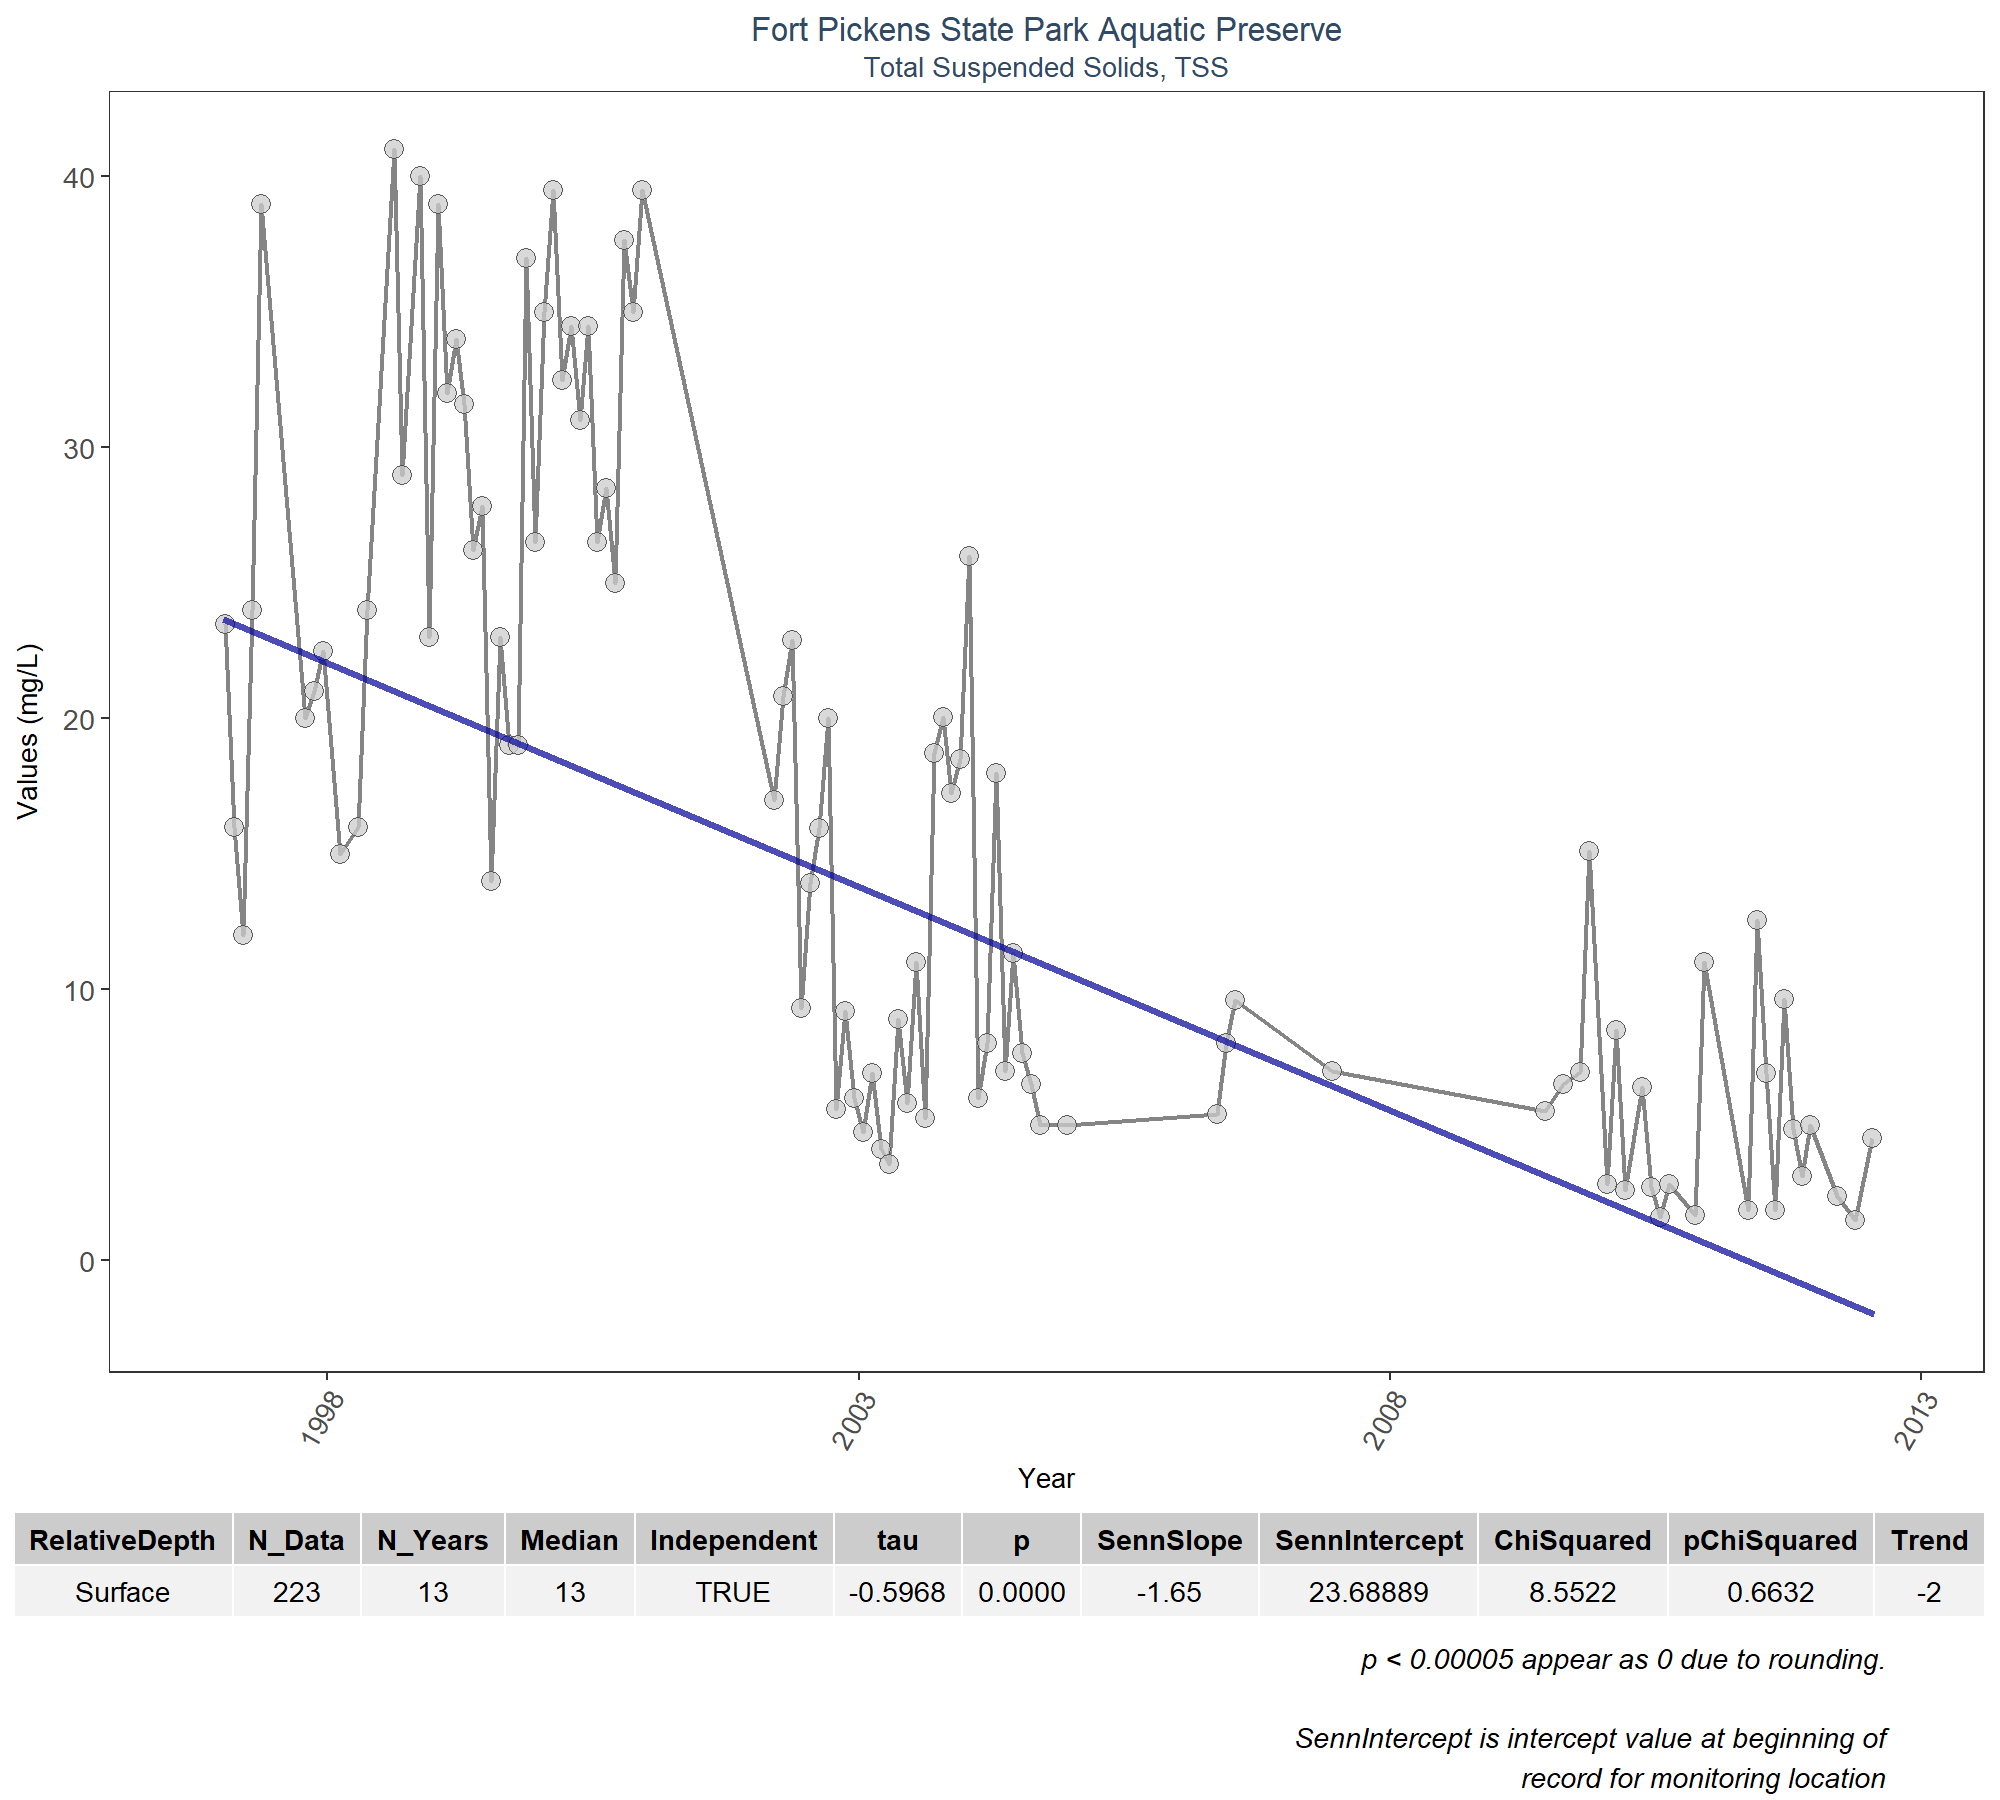 Fort Pickens State Park Aquatic Preserve
Total Suspended Solids, TSS
Values (mg/L)
40
30
20
10
0
1998
2003
2008
2013
Year
RelativeDepth N_Data N_Years Median Independent tau p SennSlope SennIntercept ChiSquared pChiSquared Trend
Surface 223 13 13 TRUE -0.5968 0.0000 -1.65 23.68889 8.5522 0.6632 -2
p < 0.00005 appear as 0 due to rounding.
SennIntercept is intercept value at beginning of
record for monitoring location